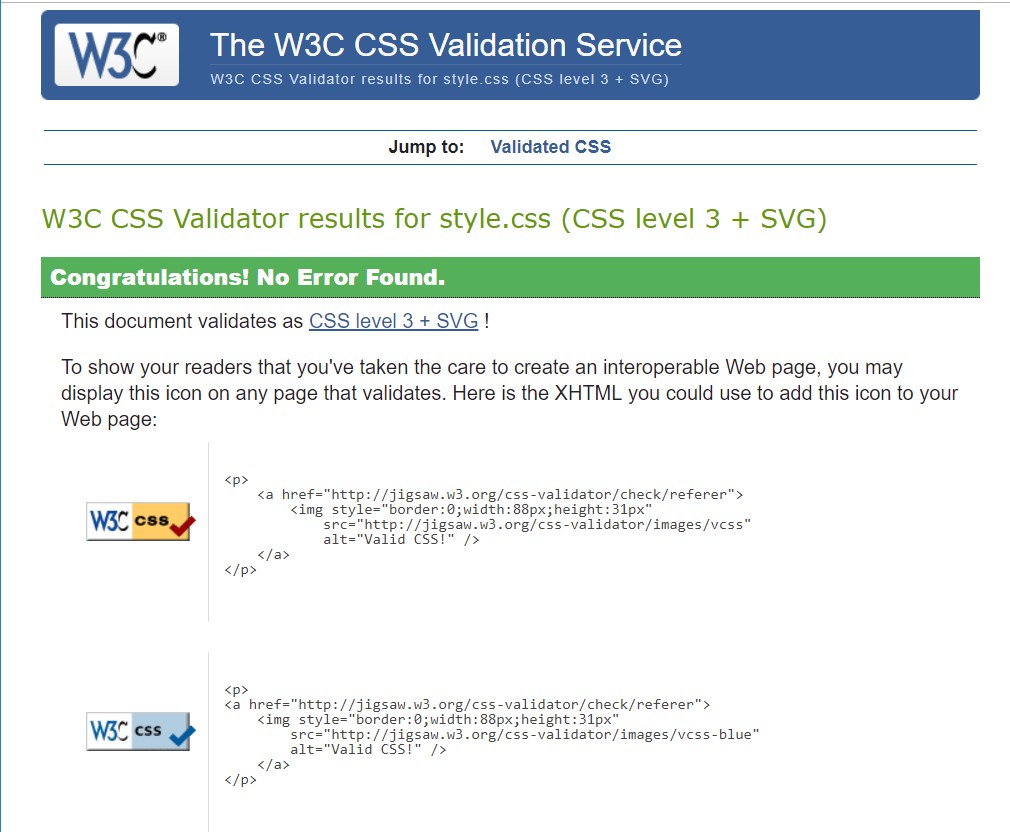 W3C®
The W3C CSS Validation Service
W3C CSS Validator results for style.css (CSS level 3 + SVG)
Jump to: Validated CSS
W3C CSS Validator results for style.css (CSS level 3 + SVG)
Congratulations! No Error Found.
This document validates as CSS level 3 + SVG !
To show your readers that you've taken the care to create an interoperable Web page, you may
display this icon on any page that validates. Here is the XHTML you could use to add this icon to your
Web page:
W3C css
<p>
    <a href="http://jigsaw.w3.org/css-validator/check/referer">
        <img style="border:0;width:88px;height:31px"
            src="http://jigsaw.w3.org/css-validator/images/vcss"
            alt="Valid CSS!" />
    </a>
</p>
W3C css
<p>
<a href="http://jigsaw.w3.org/css-validator/check/referer">
    <img style="border:0;width:88px;height:31px"
        src="http://jigsaw.w3.org/css-validator/images/vcss-blue"
        alt="Valid CSS!" />
    </a>
</p>